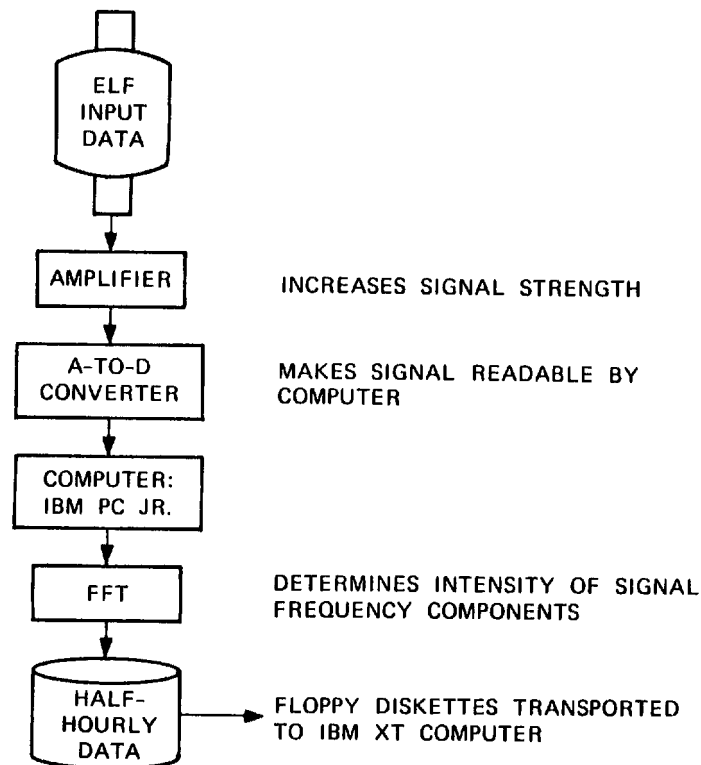 ELF
INPUT
DATA
AMPLIFIER
INCREASES SIGNAL STRENGTH
A-TO-D
CONVERTER
MAKES SIGNAL READABLE BY
COMPUTER
COMPUTER:
IBM PC JR.
FFT
DETERMINES INTENSITY OF SIGNAL
FREQUENCY COMPONENTS
HALF-
HOURLY
DATA
FLOPPY DISKETTES TRANSPORTED
TO IBM XT COMPUTER